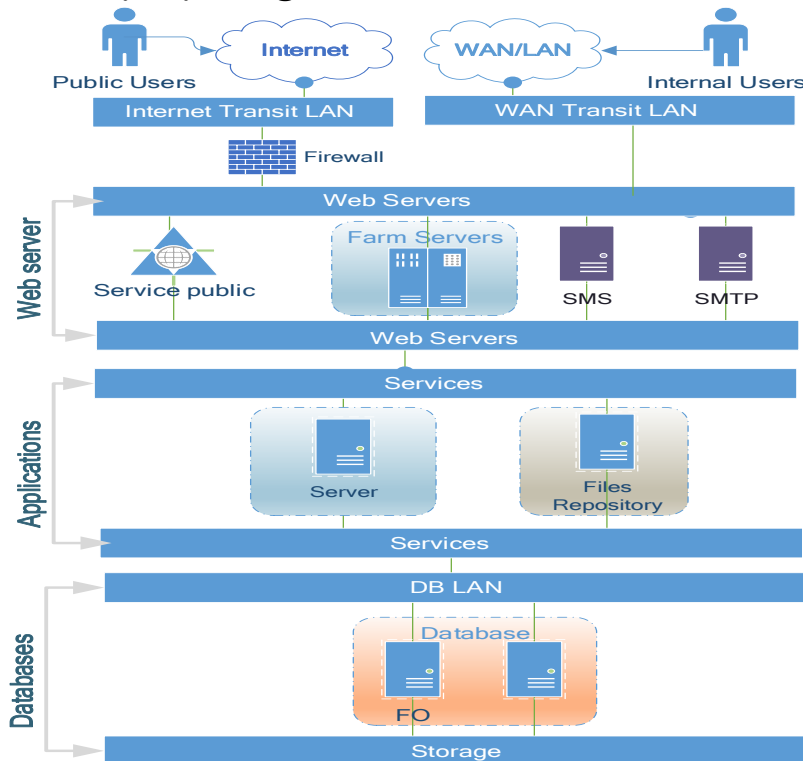 Internet
WAN/LAN
Public Users
Internal Users
Internet Transit LAN
WAN Transit LAN
Firewall
Web Servers
Web server
Farm Servers
Service public
SMS
SMTP
Web Servers
Services
Applications
Server
Files
Repository
Services
DB LAN
Databases
Database
FO
Storage